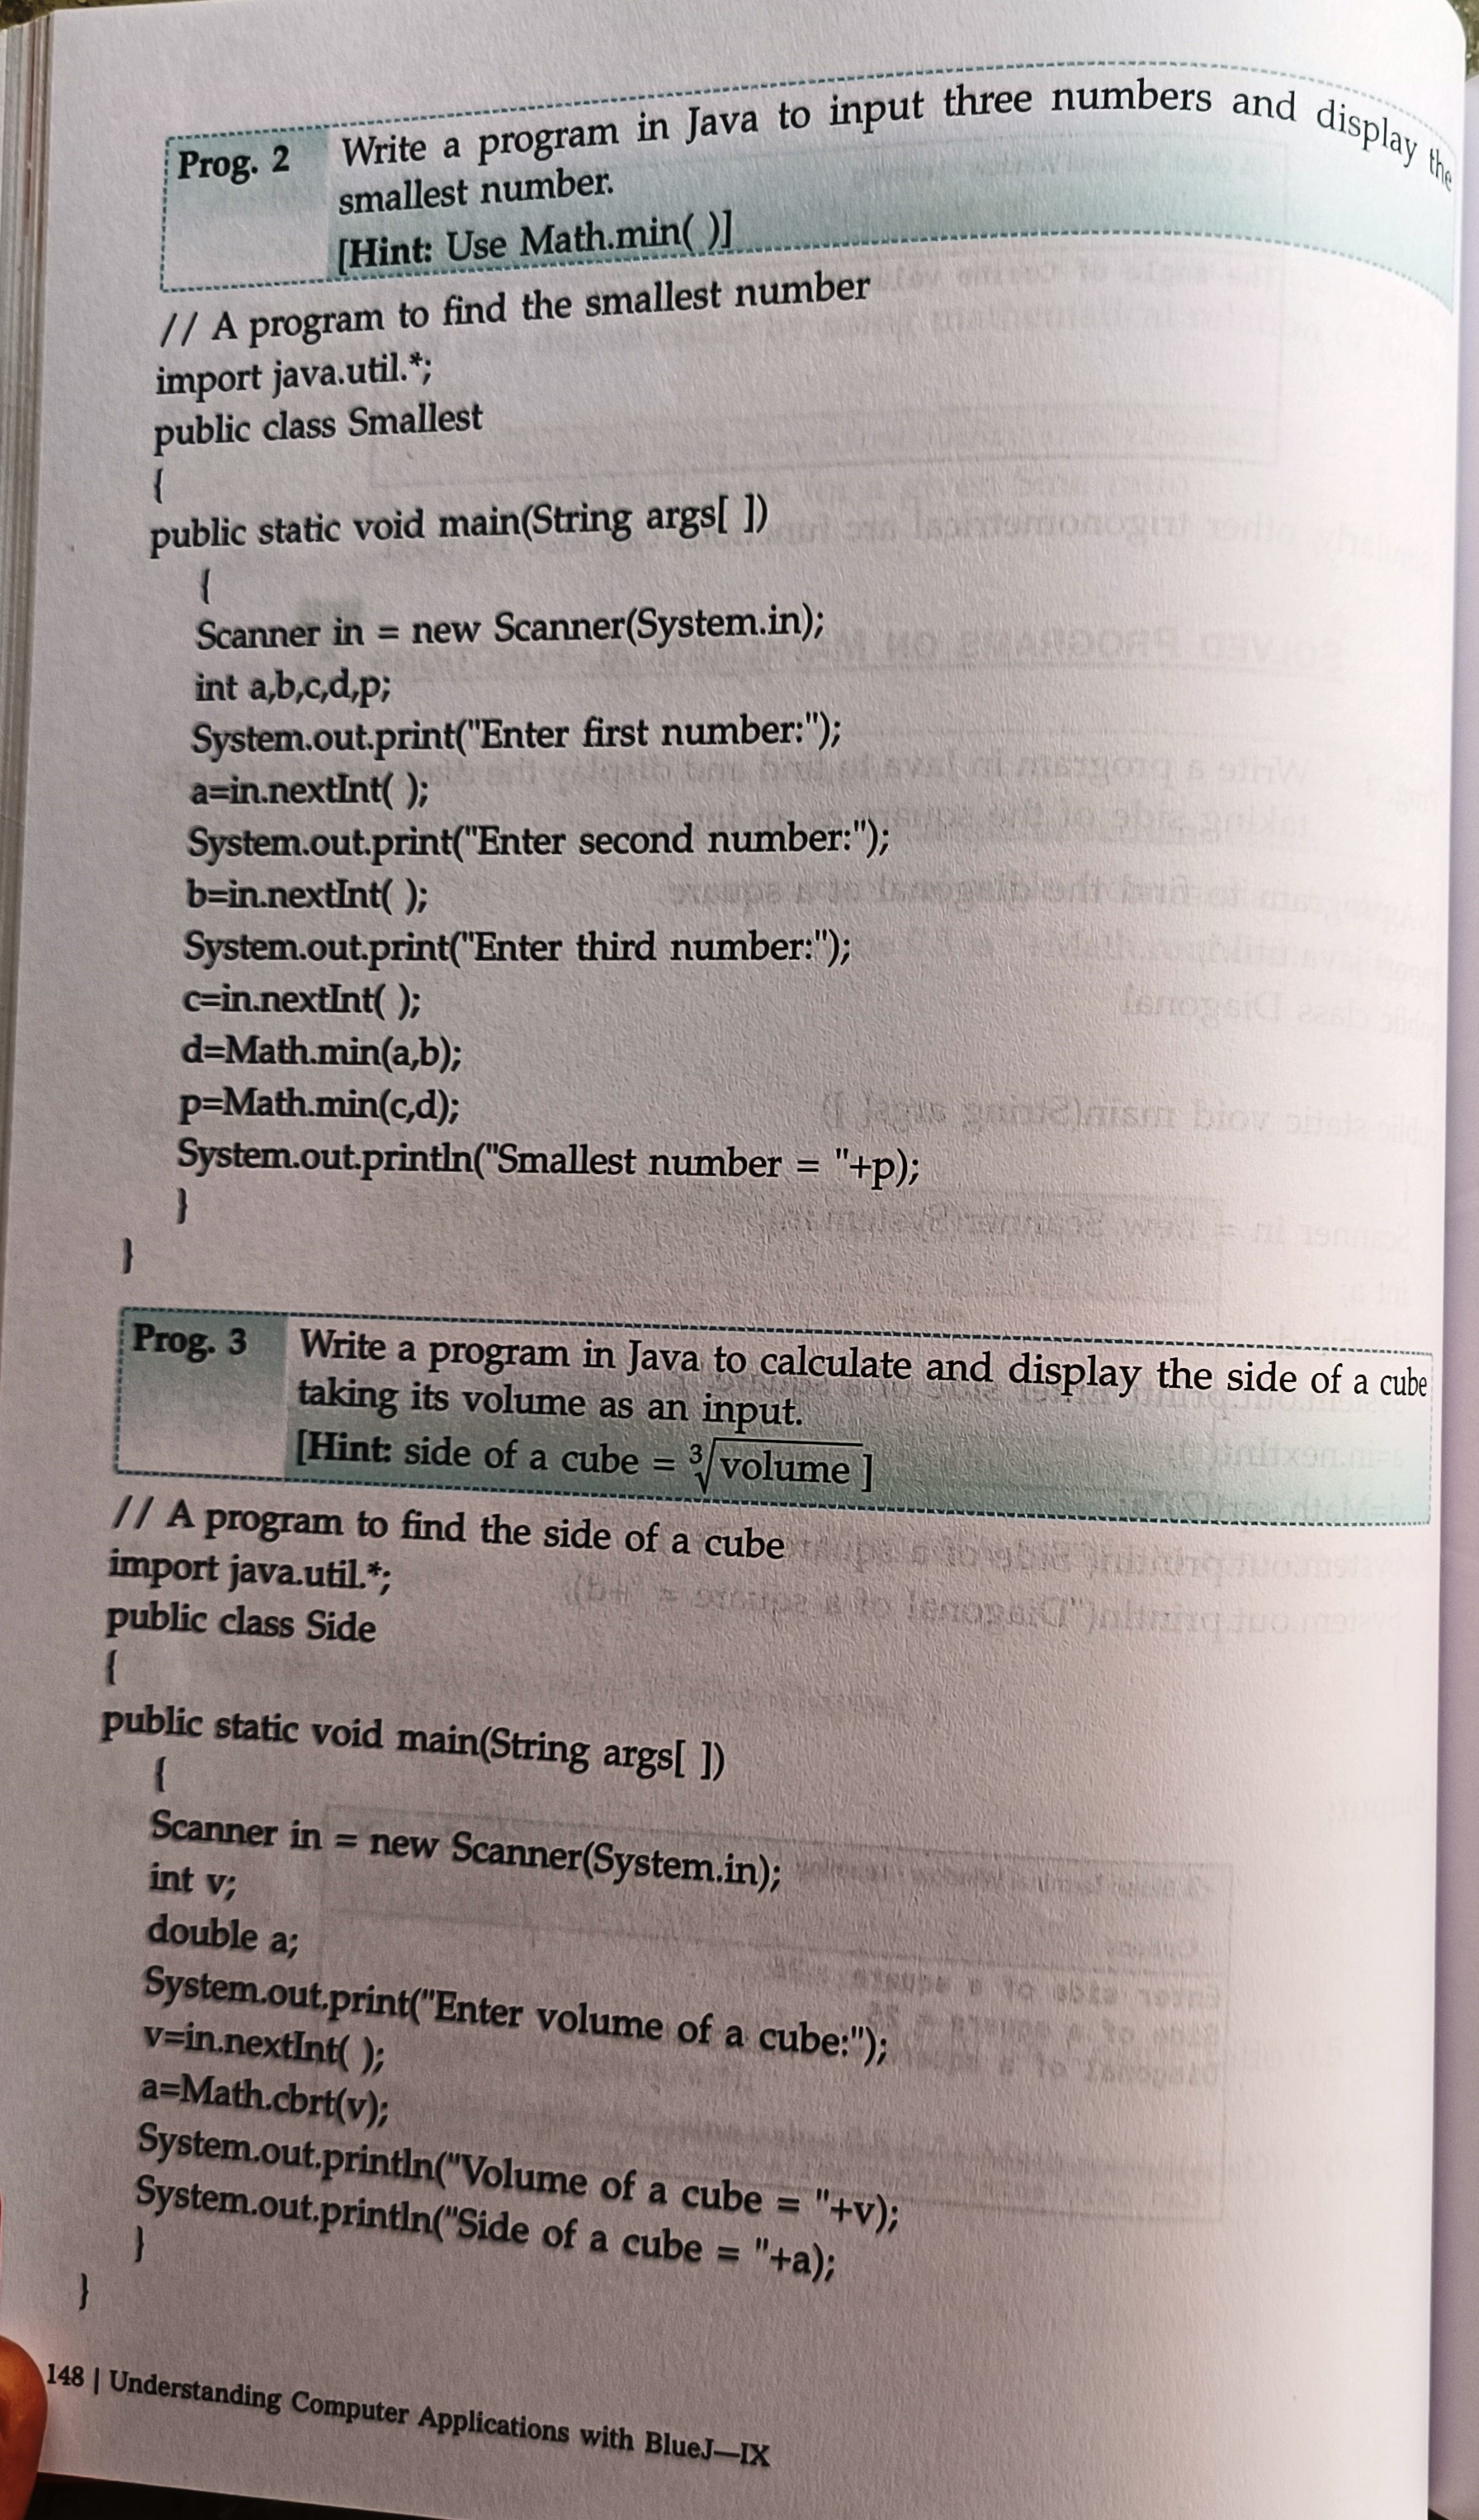 Prog. 2 Write a program in Java to input three numbers and display the
smallest number.
[Hint: Use Math.min( )]
// A program to find the smallest number
import java.util.*;
public class Smallest
{
public static void main(String args[ ])
{
Scanner in = new Scanner(System.in);
int a,b,c,d,p;
System.out.print("Enter first number:");
a=in.nextInt( );
System.out.print("Enter second number:");
b=in.nextInt( );
System.out.print("Enter third number:");
c=in.nextInt( );
d=Math.min(a,b);
p=Math.min(c,d);
System.out.println("Smallest number = "+p);
}
}
Prog. 3 Write a program in Java to calculate and display the side of a cube
taking its volume as an input.
[Hint: side of a cube = ∛volume ]
// A program to find the side of a cube
import java.util.*;
public class Side
{
public static void main(String args[ ])
{
Scanner in = new Scanner(System.in);
int v;
double a;
System.out.print("Enter volume of a cube:");
v=in.nextInt( );
a=Math.cbrt(v);
System.out.println("Volume of a cube = "+v);
System.out.println("Side of a cube = "+a);
}
}
148 | Understanding Computer Applications with BlueJ—IX